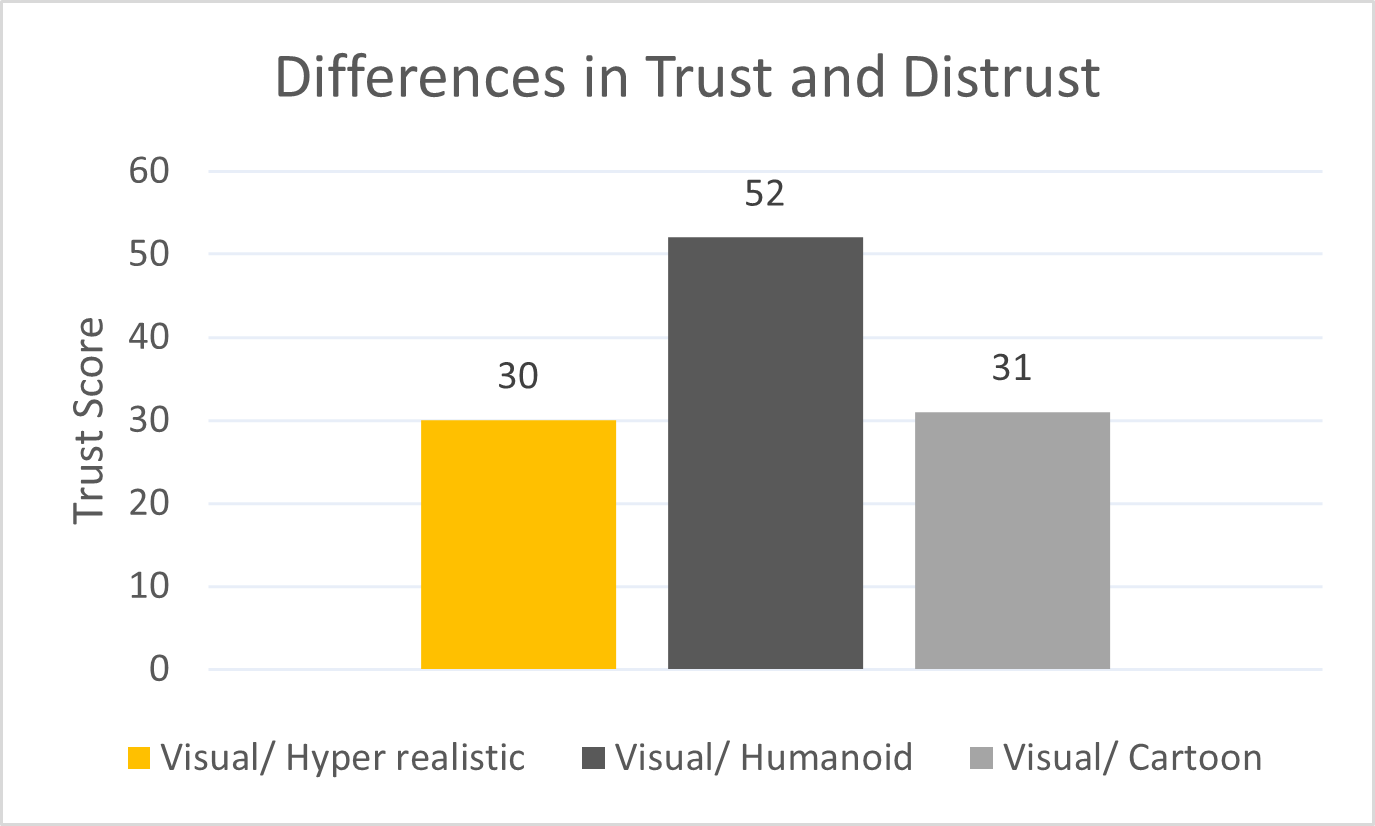 Differences in Trust and Distrust
Trust Score
60
50
40
30
20
10
0
30
52
31
Visual/ Hyper realistic
Visual/ Humanoid
Visual/ Cartoon